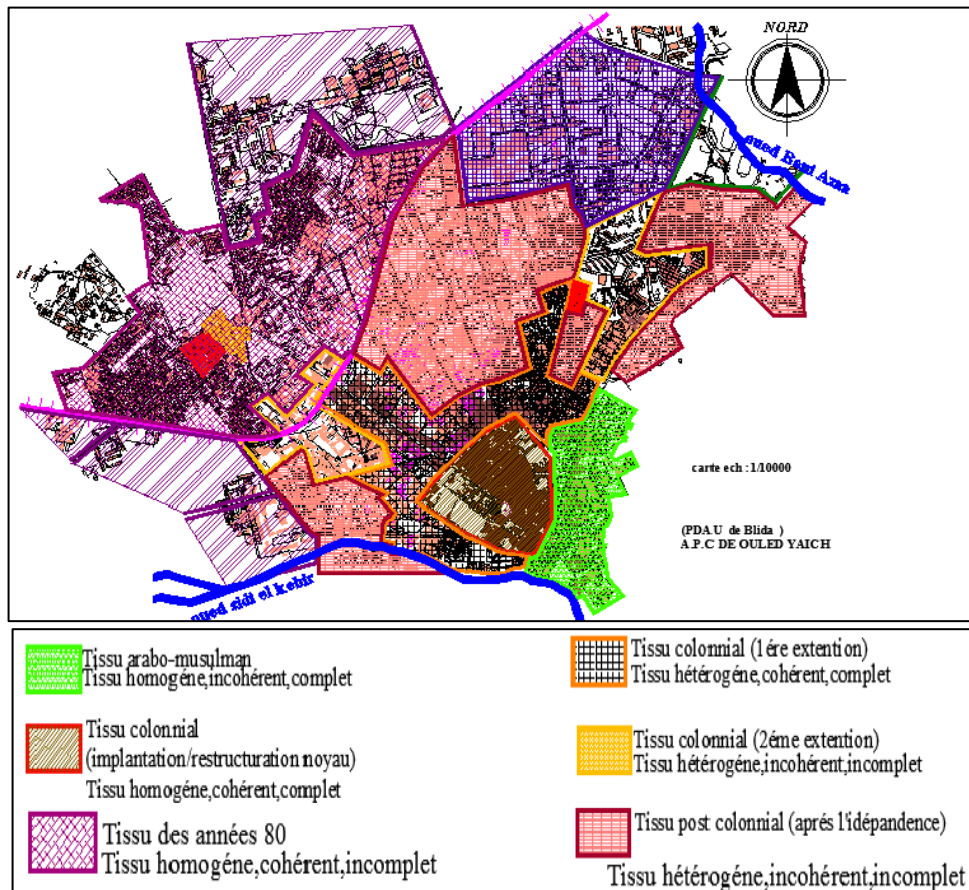 NORD
oued Beni Aza
carte ech : 1/10000
(PDA.U de Blida )
A.P.C DE OULED YAICH
oued sidi el kebir
Tissu arabo-musulman
Tissu homogéne,incohérent,complet
Tissu colonnial
(implantation/restructuration noyau)
Tissu homogéne,cohérent,complet
Tissu des années 80
Tissu homogéne,cohérent,incomplet
Tissu colonnial (1ére extention)
Tissu hétérogéne,cohérent,complet
Tissu colonnial (2éme extention)
Tissu hétérogéne,incohérent,incomplet
Tissu post colonnial (aprés l'idépandence)
Tissu hétérogéne,incohérent,incomplet